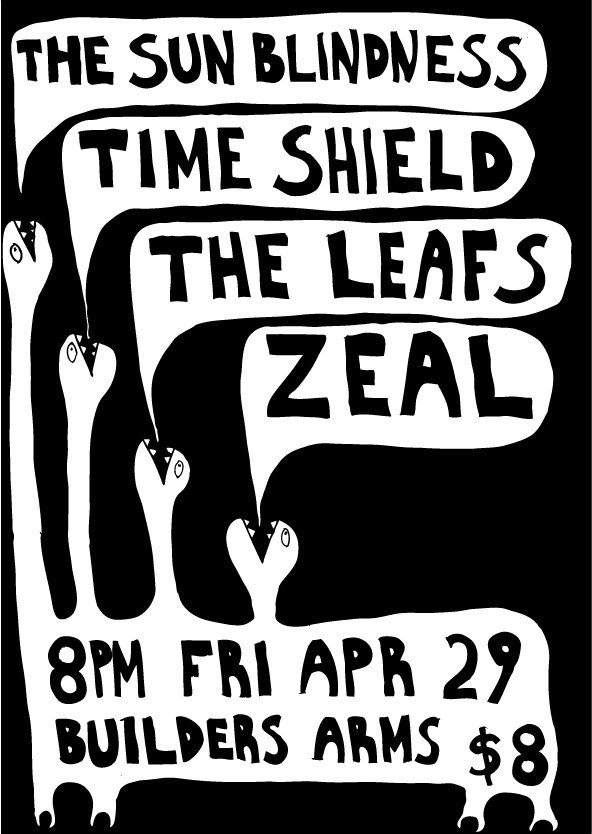 THE SUN BLINDNESS
TIME SHIELD
THE LEAFS
ZEAL
8PM FRI APR 29
BUILDERS ARMS $8